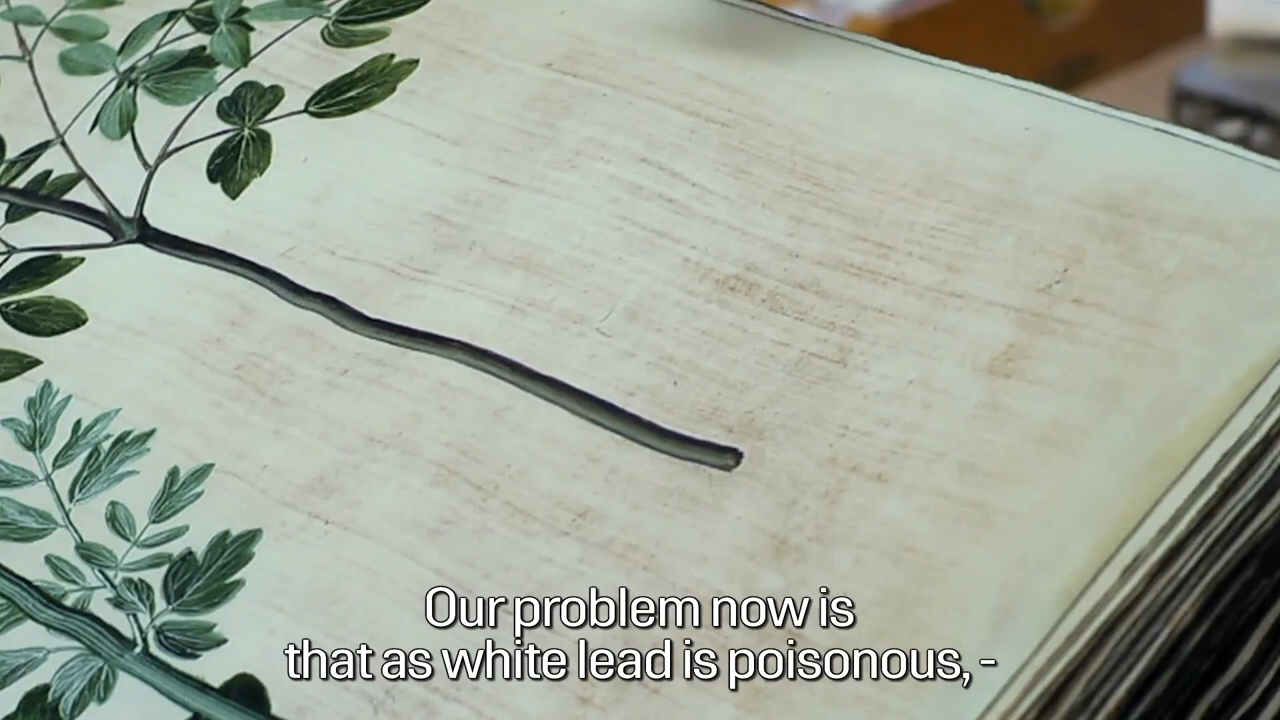 Our problem now is
that as white lead is poisonous, -